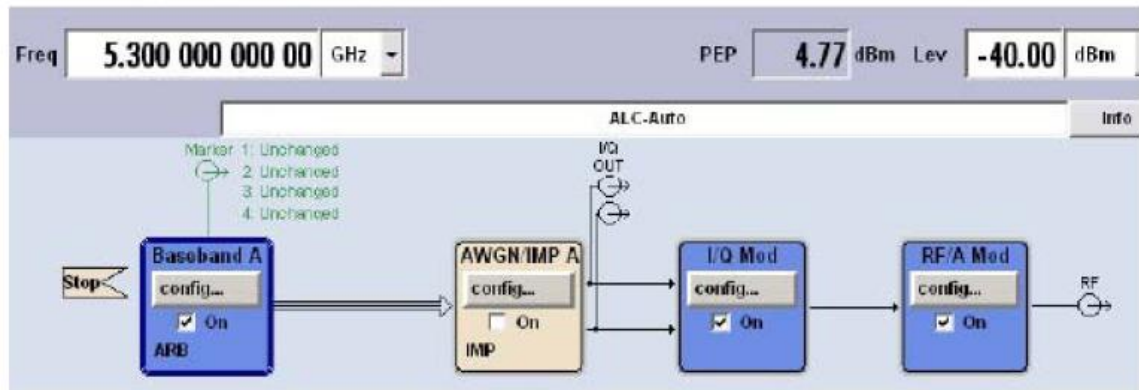 Freq 5.300 000 000 00 GHz PEP 4.77 dBm Lev -40.00 dBm
ALC-Auto Info
Marker 1: Unchanged
2: Unchanged
3: Unchanged
4: Unchanged
I/Q
OUT
Stop
Baseband A
config...
On
ARB
AWGN/IMP A
config...
On
IMP
I/Q Mod
config...
On
RF/A Mod
config...
On
RF